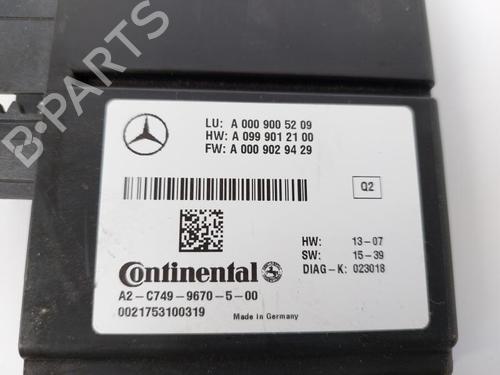 B-PARTS
LU: A 000 900 52 09
HW: A 099 901 21 00
FW: A 000 902 94 29
Q2
HW: 13-07
SW: 15-39
DIAG-K: 023018
Continental
A2-C749-9670-5-00
0021753100319 Made in Germany